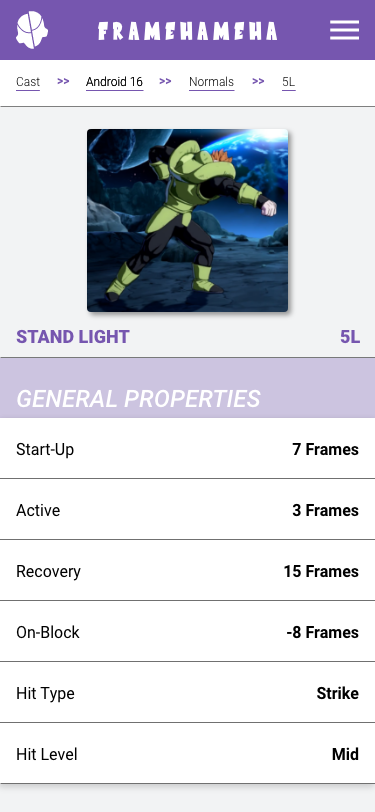 FRAMEHAMEHA
Cast >> Android 16 >> Normals >> 5L
STAND LIGHT 5L
GENERAL PROPERTIES
Start-Up 7 Frames
Active 3 Frames
Recovery 15 Frames
On-Block -8 Frames
Hit Type Strike
Hit Level Mid